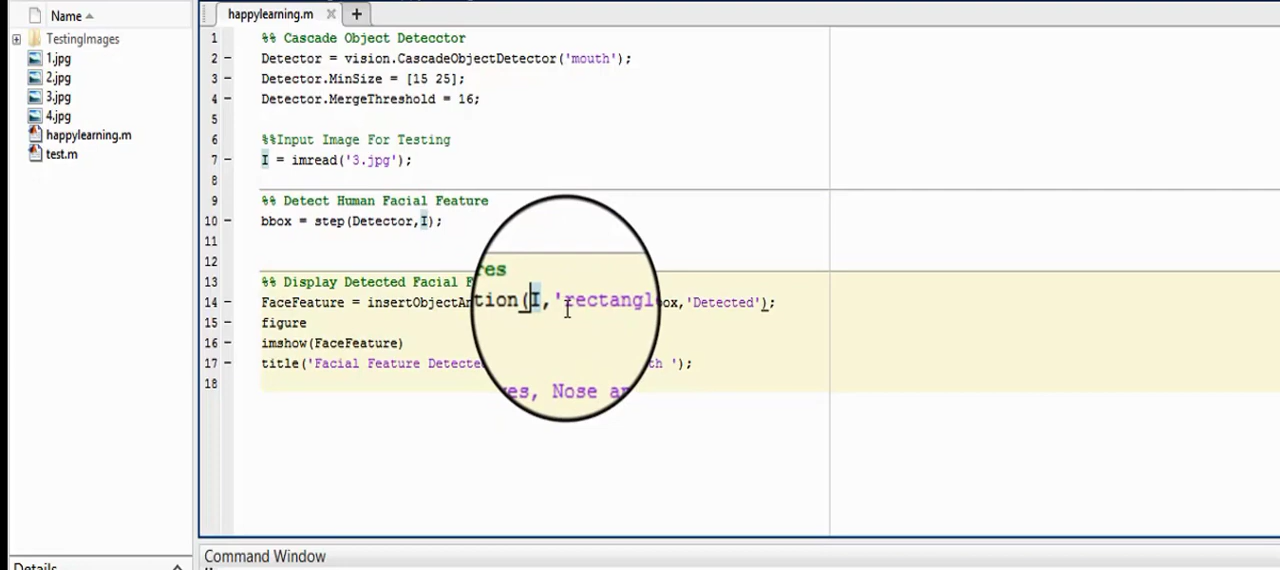 Name
TestingImages
1.jpg
2.jpg
3.jpg
4.jpg
happylearning.m
test.m
Details
happylearning.m
1 %% Cascade Object Detecctor
2 Detector = vision.CascadeObjectDetector('mouth');
3 Detector.MinSize = [15 25];
4 Detector.MergeThreshold = 16;
5
6 %%Input Image For Testing
7 I = imread('3.jpg');
8
9 %% Detect Human Facial Feature
10 bbox = step(Detector,I);
11
12
13 %% Display Detected Facial F res
14 FaceFeature = insertObjectAn tion(I,'rectangl ox,'Detected');
15 figure
16 imshow(FaceFeature)
17 title('Facial Feature Detecte es, Nose an th ');
18
Command Window